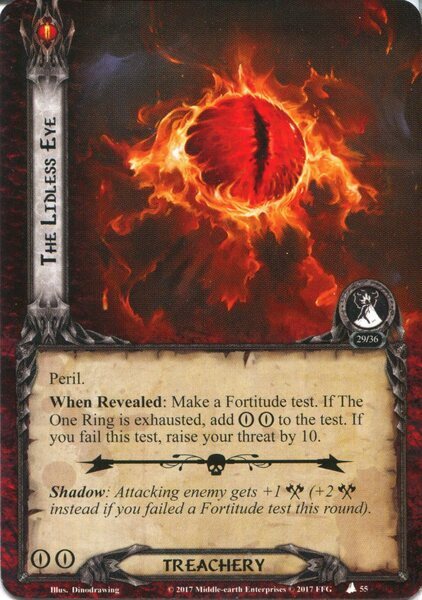 THE LIDLESS EYE
29/36
Peril.
When Revealed: Make a Fortitude test. If The
One Ring is exhausted, add to the test. If
you fail this test, raise your threat by 10.
Shadow: Attacking enemy gets +1 (+2
instead if you failed a Fortitude test this round).
TREACHERY
Illus. Dinodrawing
© 2017 Middle-earth Enterprises © 2017 FFG
55